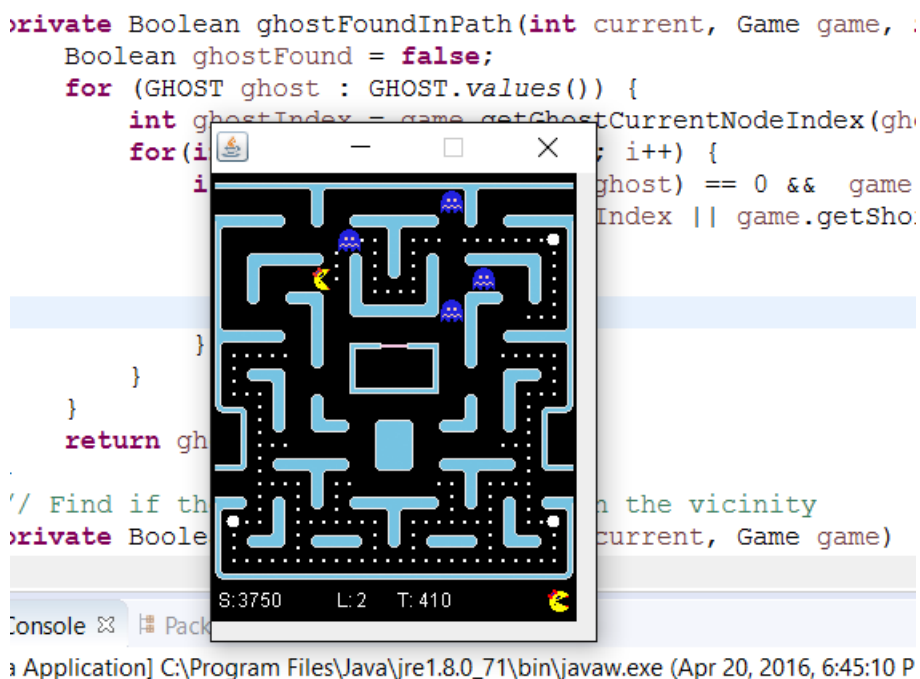 private Boolean ghostFoundInPath(int current, Game game,
Boolean ghostFound = false;
for (GHOST ghost : GHOST.values()) {
int ghostIndex = game.getGhostCurrentNodeIndex(gho
for(i ; i++) {
i ghost) == 0 && game
Index || game.getSho
}
}
}
return gh
// Find if th n the vicinity
private Boole current, Game game)
S:3750 L:2 T:410
Console Pack
a Application] C:\Program Files\Java\jre1.8.0_71\bin\javaw.exe (Apr 20, 2016, 6:45:10 P